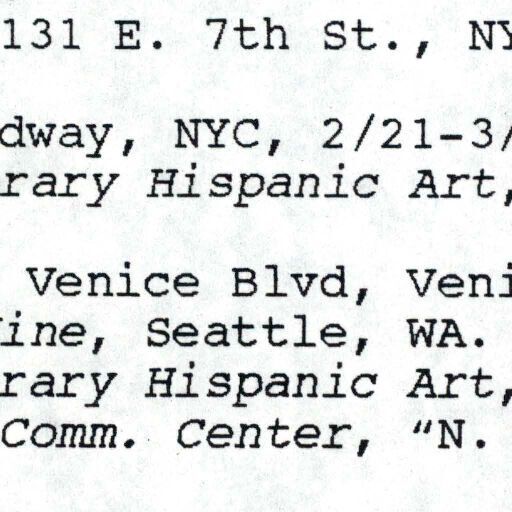 131 E. 7th St., NY
dway, NYC, 2/21-3/
rary Hispanic Art,
Venice Blvd, Veni
ine, Seattle, WA.
rary Hispanic Art,
Comm. Center, “N.